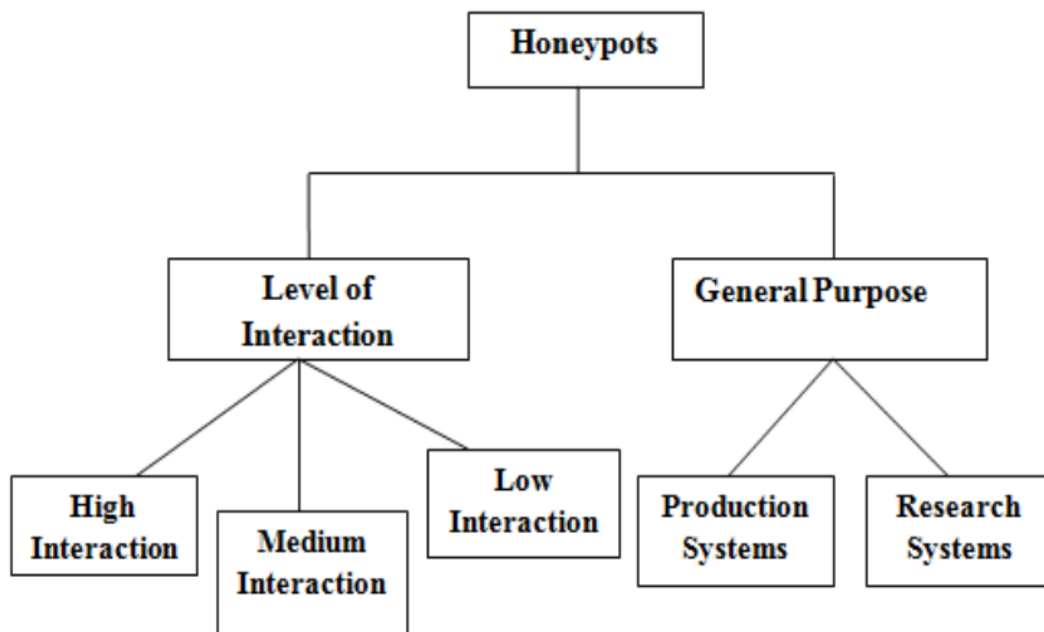 Honeypots
Level of
Interaction
General Purpose
High
Interaction
Medium
Interaction
Low
Interaction
Production
Systems
Research
Systems